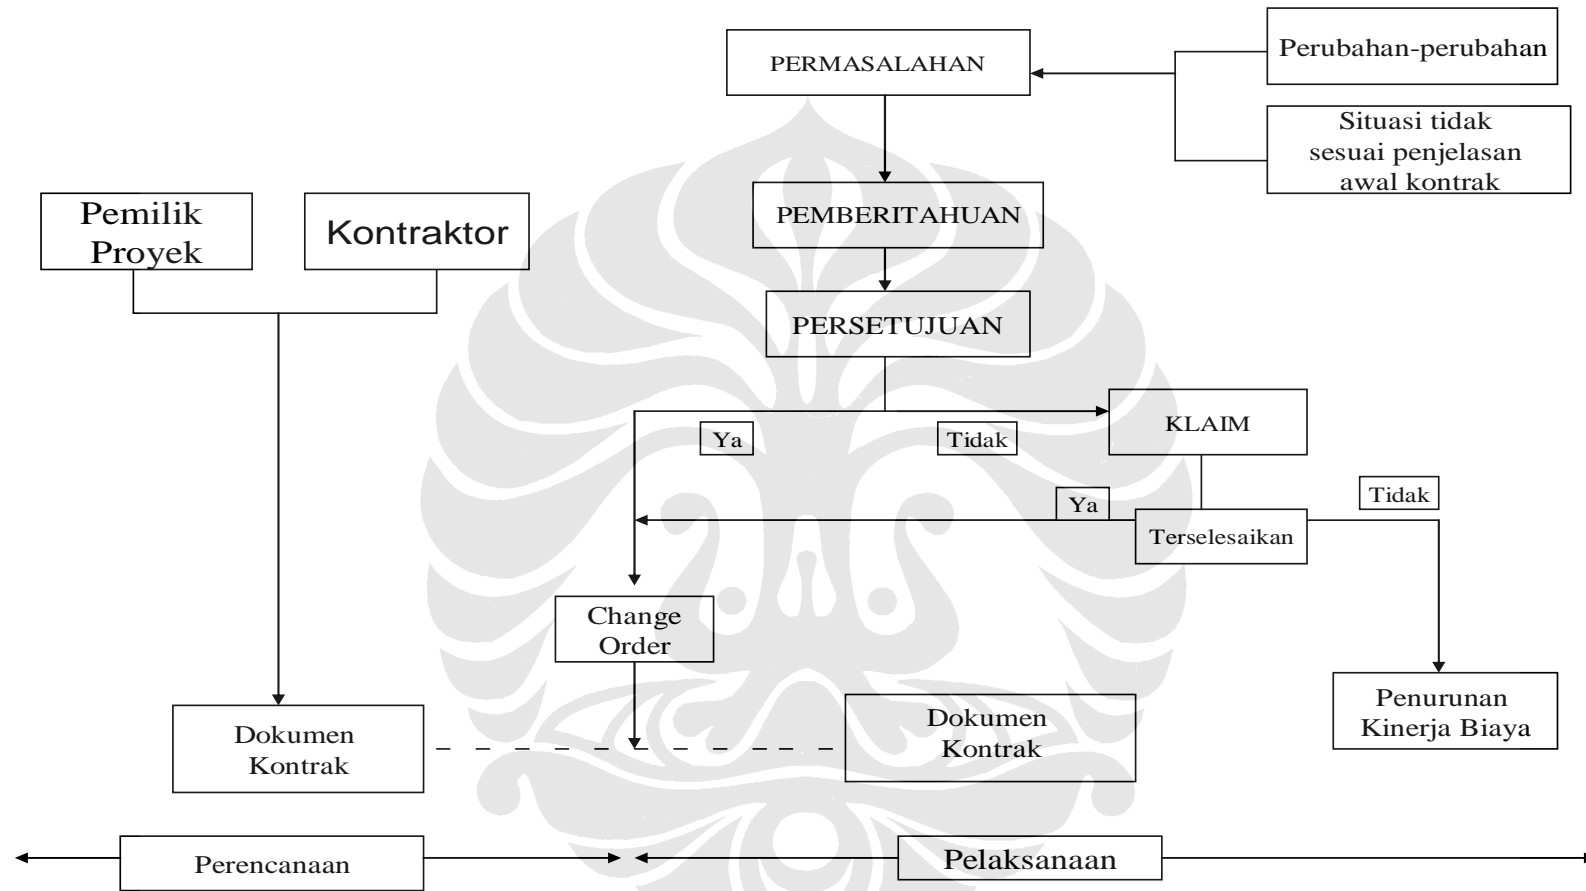 Perubahan-perubahan
PERMASALAHAN
Situasi tidak
sesuai penjelasan
awal kontrak
Pemilik
Proyek
Kontraktor
PEMBERITAHUAN
PERSETUJUAN
KLAIM
Ya
Tidak
Ya
Tidak
Terselesaikan
Change
Order
Dokumen
Kontrak
Dokumen
Kontrak
Penurunan
Kinerja Biaya
Perencanaan
Pelaksanaan